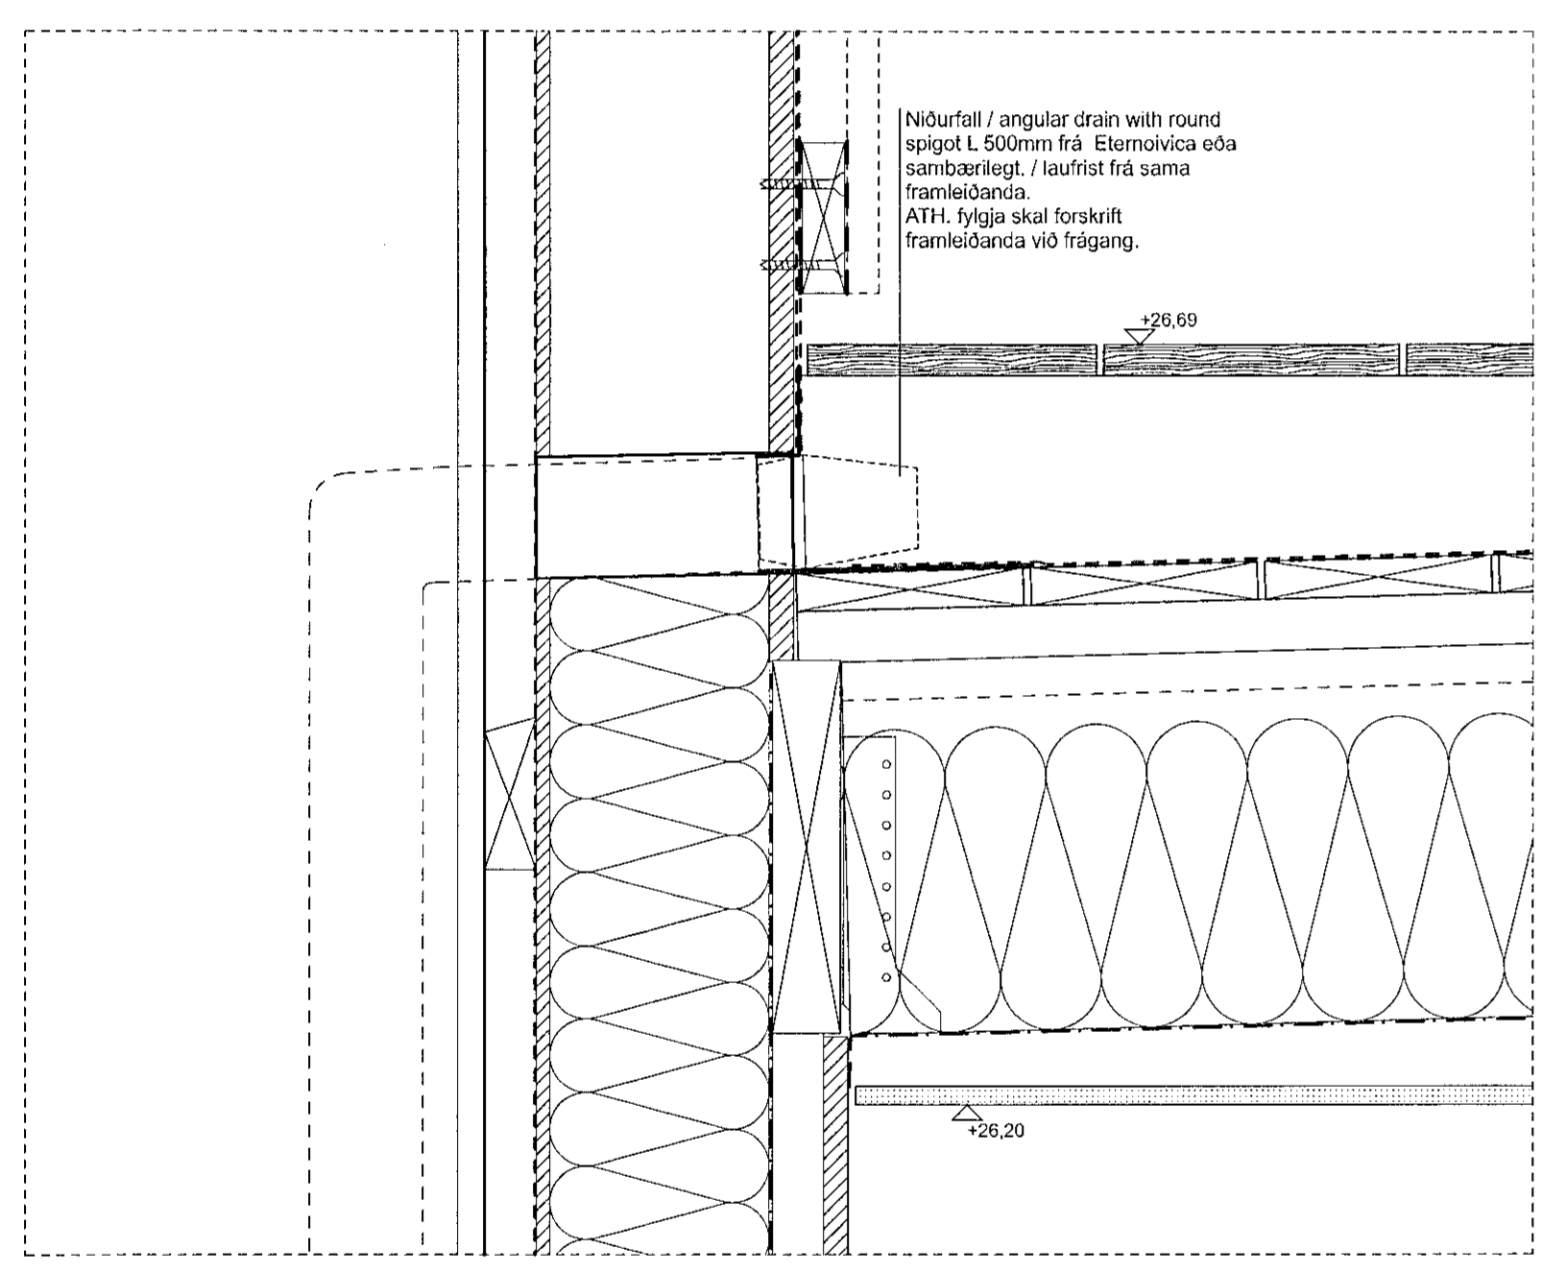 Niðurfall / angular drain with round
spigot L 500mm frá Eternoivica eða
sambærilegt. / laufrist frá sama
framleiðanda.
ATH. fylgja skal forskrift
framleiðanda við frágang.
+26,69
+26,20